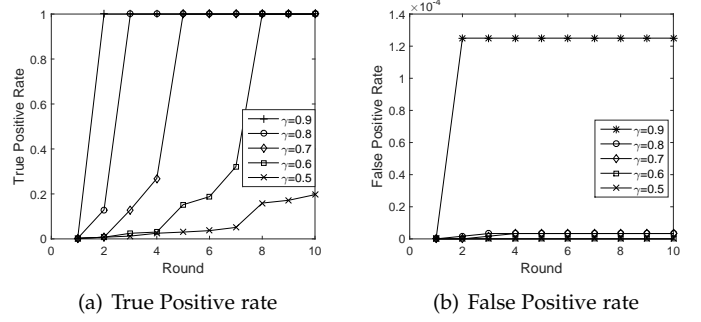 1
0.8
0.6
0.4
0.2
0
True Positive Rate
0 2 4 6 8 10
Round
γ=0.9
γ=0.8
γ=0.7
γ=0.6
γ=0.5
(a) True Positive rate
×10⁻⁴
1.4
1.2
1
0.8
0.6
0.4
0.2
0
False Positive Rate
0 2 4 6 8 10
Round
γ=0.9
γ=0.8
γ=0.7
γ=0.6
γ=0.5
(b) False Positive rate